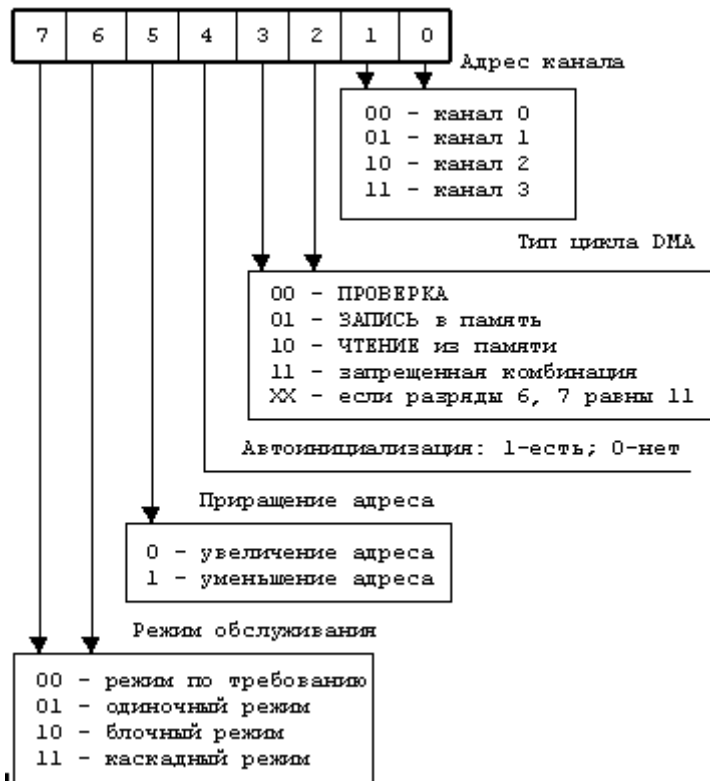 7 6 5 4 3 2 1 0
Адрес канала
00 - канал 0
01 - канал 1
10 - канал 2
11 - канал 3
Тип цикла DMA
00 - ПРОВЕРКА
01 - ЗАПИСЬ в память
10 - ЧТЕНИЕ из памяти
11 - запрещенная комбинация
XX - если разряды 6, 7 равны 11
Автоинициализация: 1-есть; 0-нет
Приращение адреса
0 - увеличение адреса
1 - уменьшение адреса
Режим обслуживания
00 - режим по требованию
01 - одиночный режим
10 - блочный режим
11 - каскадный режим